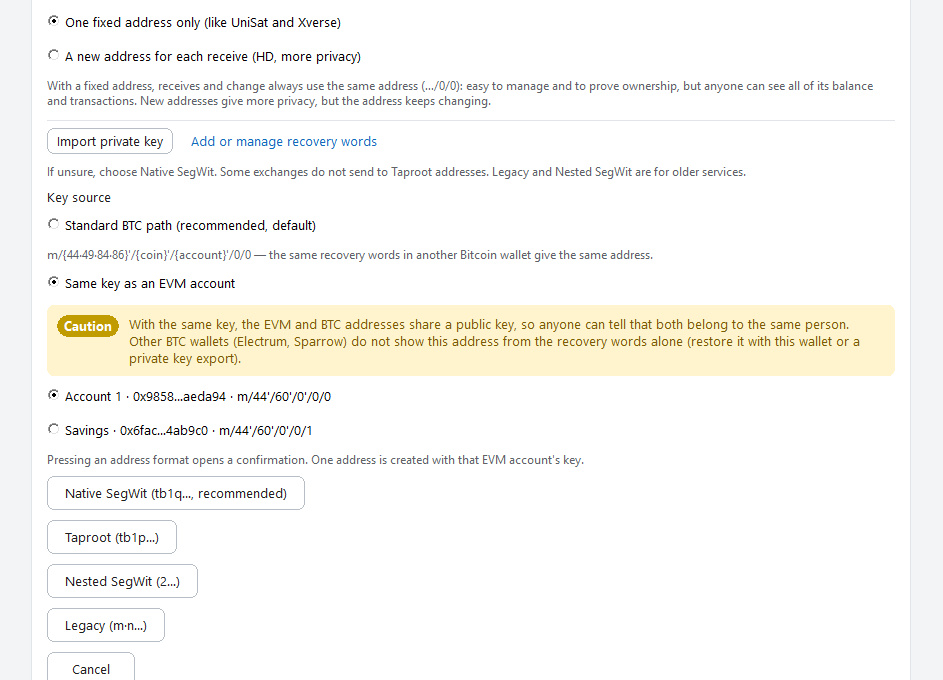 One fixed address only (like UniSat and Xverse)
A new address for each receive (HD, more privacy)
With a fixed address, receives and change always use the same address (.../0/0): easy to manage and to prove ownership, but anyone can see all of its balance
and transactions. New addresses give more privacy, but the address keeps changing.
Import private key
Add or manage recovery words
If unsure, choose Native SegWit. Some exchanges do not send to Taproot addresses. Legacy and Nested SegWit are for older services.
Key source
Standard BTC path (recommended, default)
m/{44·49·84·86}'/{coin}'/{account}'/0/0 — the same recovery words in another Bitcoin wallet give the same address.
Same key as an EVM account
Caution
With the same key, the EVM and BTC addresses share a public key, so anyone can tell that both belong to the same person.
Other BTC wallets (Electrum, Sparrow) do not show this address from the recovery words alone (restore it with this wallet or a
private key export).
Account 1 · 0x9858...aeda94 · m/44'/60'/0'/0/0
Savings · 0x6fac...4ab9c0 · m/44'/60'/0'/0/1
Pressing an address format opens a confirmation. One address is created with that EVM account's key.
Native SegWit (tb1q..., recommended)
Taproot (tb1p...)
Nested SegWit (2...)
Legacy (m·n...)
Cancel